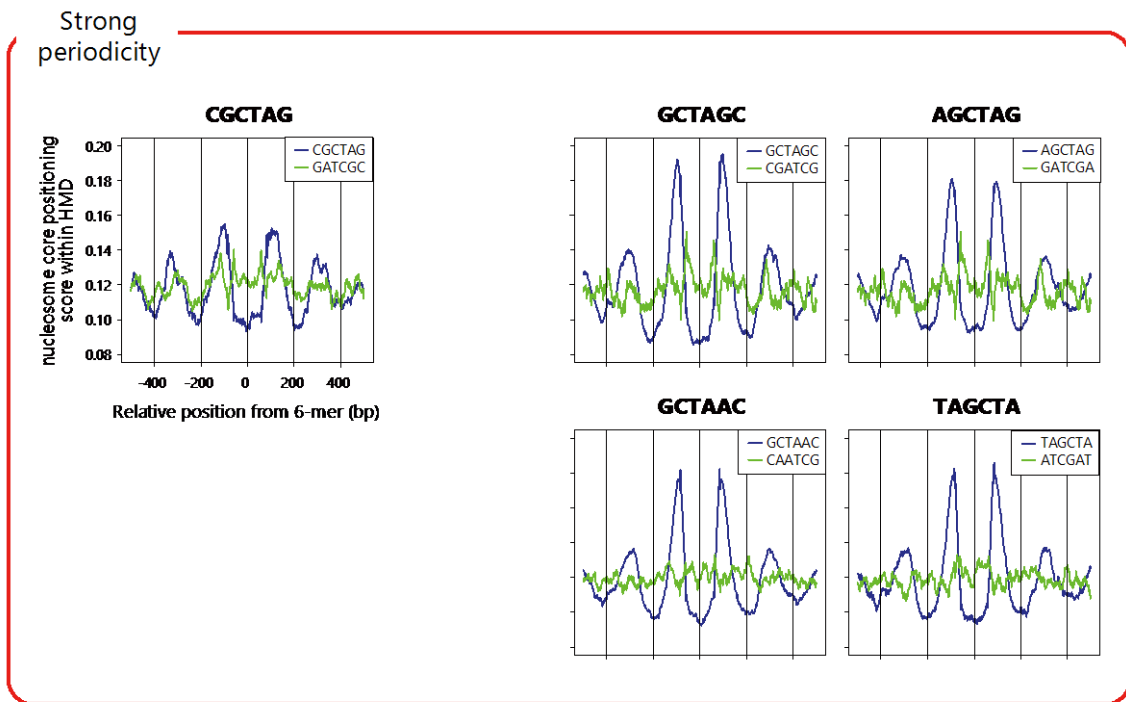 Strong
periodicity
CGCTAG
nucleosome core positioning
score within HMD
0.20
0.18
0.16
0.14
0.12
0.10
0.08
CGCTAG
GATCGC
-400
-200
0
200
400
Relative position from 6-mer (bp)
GCTAGC
GCTAGC
CGATCG
AGCTAG
AGCTAG
GATCGA
GCTAAC
GCTAAC
CAATCG
TAGCTA
TAGCTA
ATCGAT